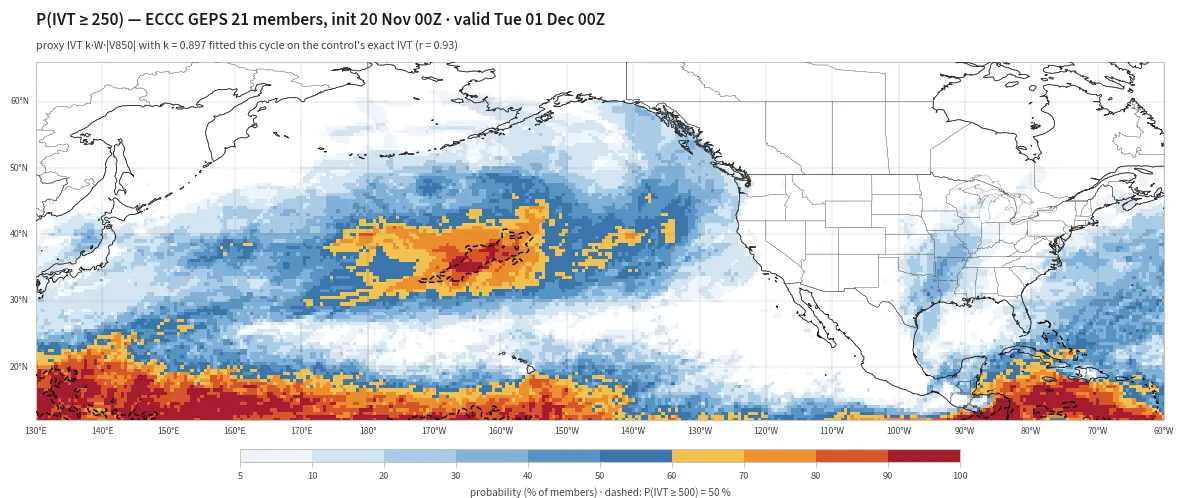 P(IVT ≥ 250) — ECCC GEPS 21 members, init 20 Nov 00Z · valid Tue 01 Dec 00Z
proxy IVT k·W·|V850| with k = 0.897 fitted this cycle on the control's exact IVT (r = 0.93)
60°N
50°N
40°N
30°N
20°N
130°E 140°E 150°E 160°E 170°E 180° 170°W 160°W 150°W 140°W 130°W 120°W 110°W 100°W 90°W 80°W 70°W 60°W
5 10 20 30 40 50 60 70 80 90 100
probability (% of members) · dashed: P(IVT ≥ 500) = 50 %